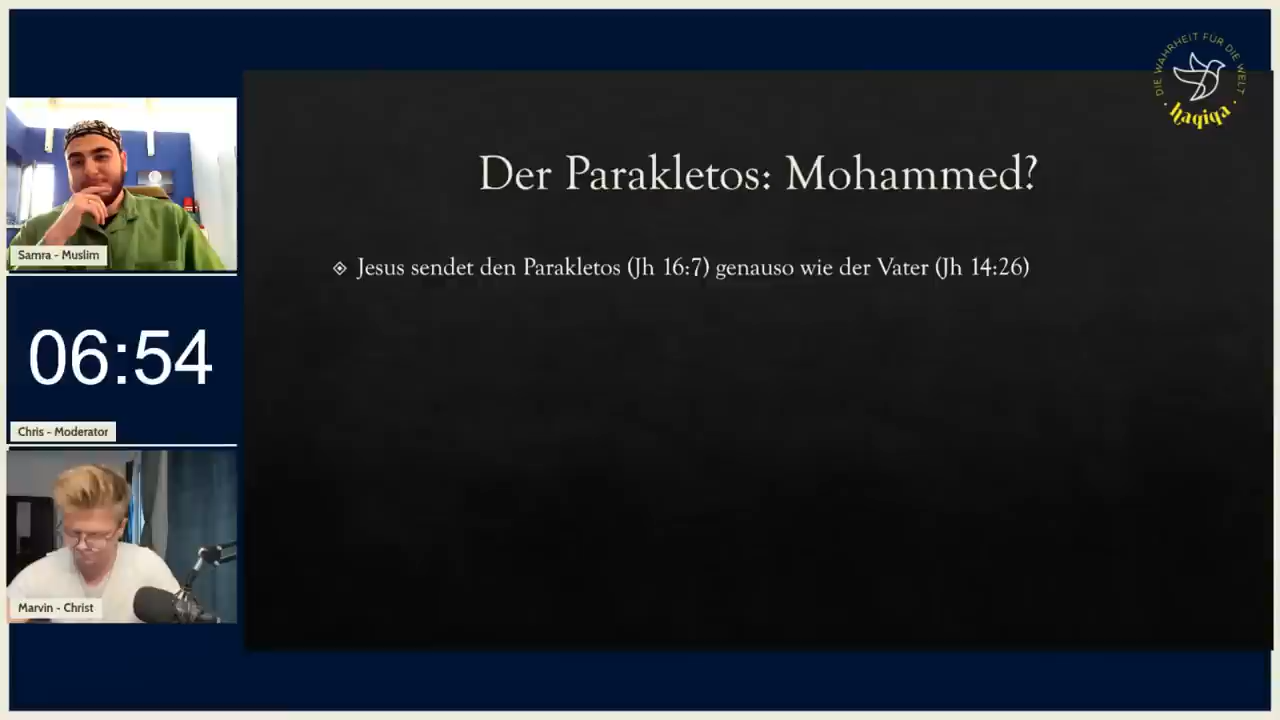 DIE WAHRHEIT FÜR DIE WELT
haqiqa
Der Parakletos: Mohammed?
Jesus sendet den Parakletos (Jh 16:7) genauso wie der Vater (Jh 14:26)
Samra - Muslim
06:54
Chris - Moderator
Marvin - Christ